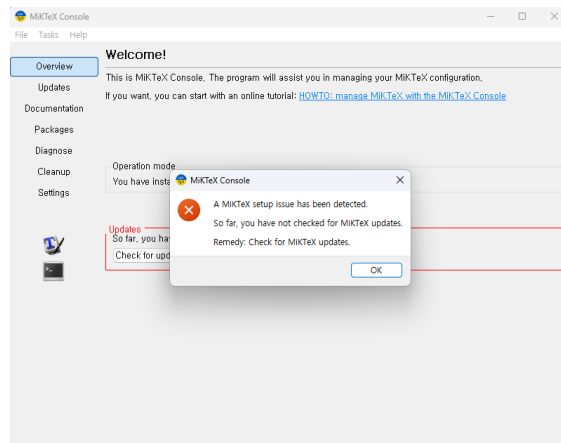 MiKTeX Console
File Tasks Help
Overview
Updates
Documentation
Packages
Diagnose
Cleanup
Settings
Welcome!
This is MiKTeX Console. The program will assist you in managing your MiKTeX configuration.
If you want, you can start with an online tutorial: HOWTO: manage MiKTeX with the MiKTeX Console
Operation mode
You have insta
Updates
So far, you ha
Check for upd
MiKTeX Console
A MiKTeX setup issue has been detected.
So far, you have not checked for MiKTeX updates.
Remedy: Check for MiKTeX updates.
OK